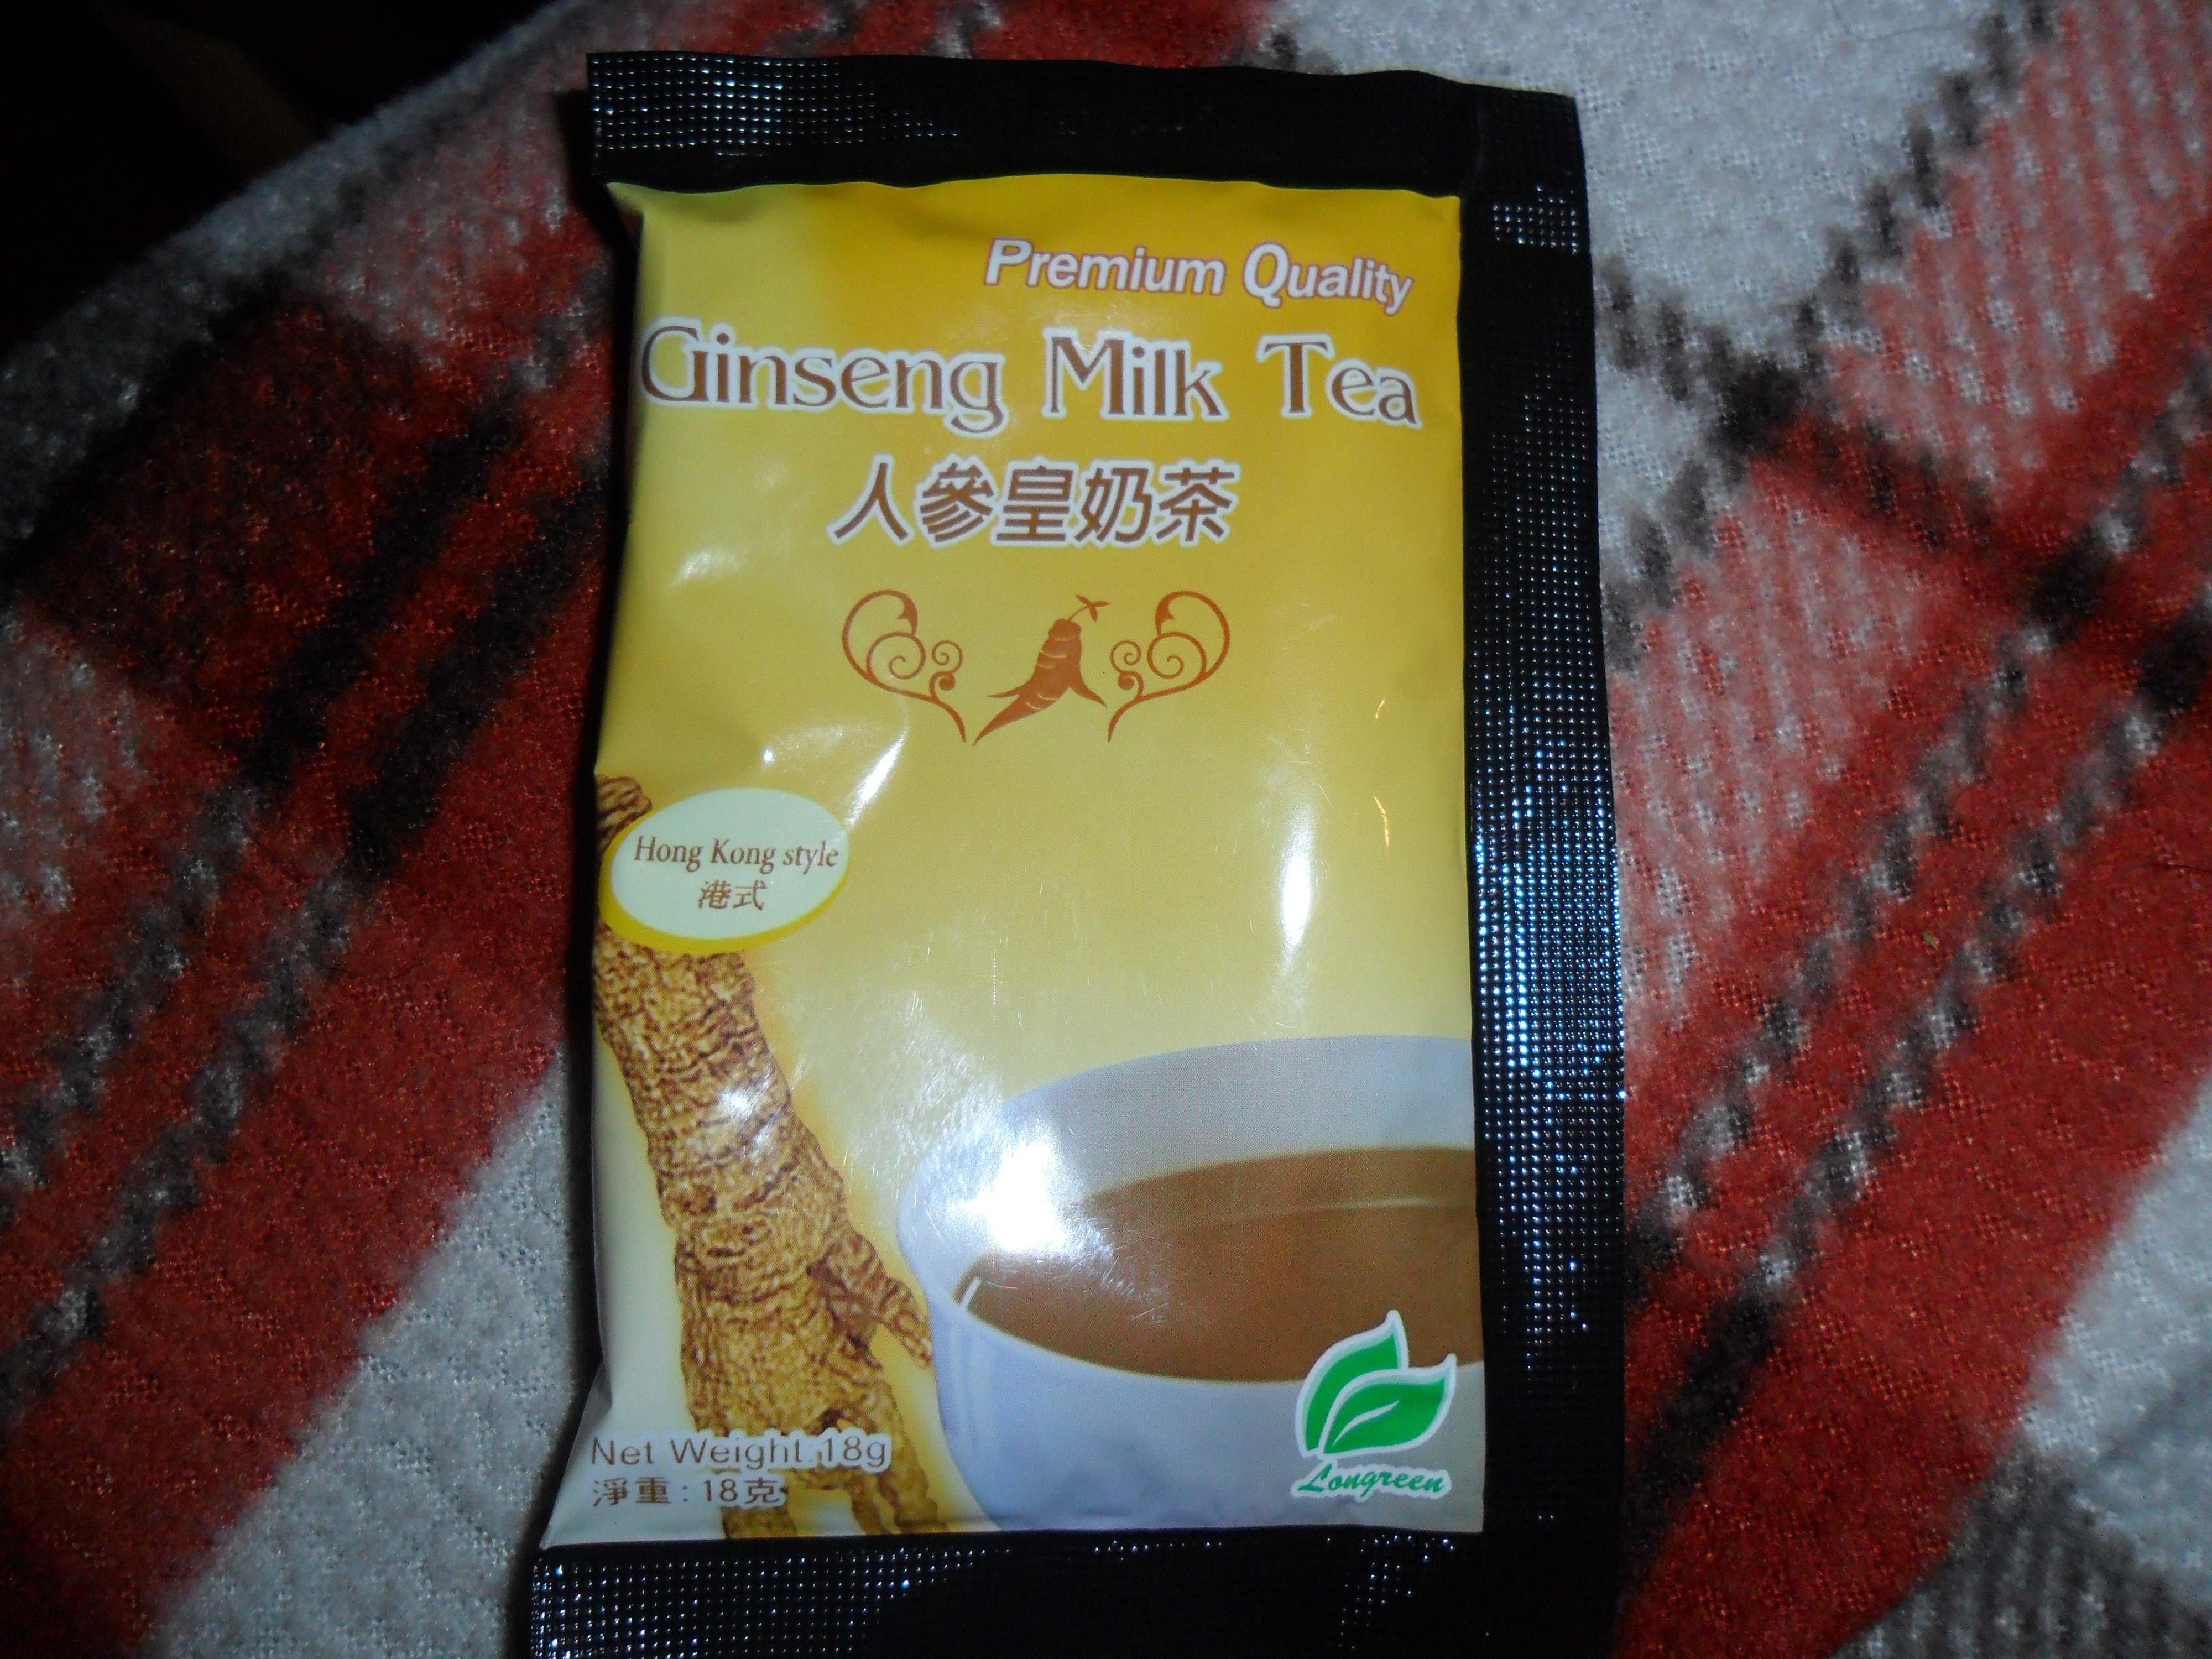 Premium Quality
Ginseng Milk Tea
人參皇奶茶
Hong Kong style
港式
Net Weight:18g
淨重：18克
Longreen